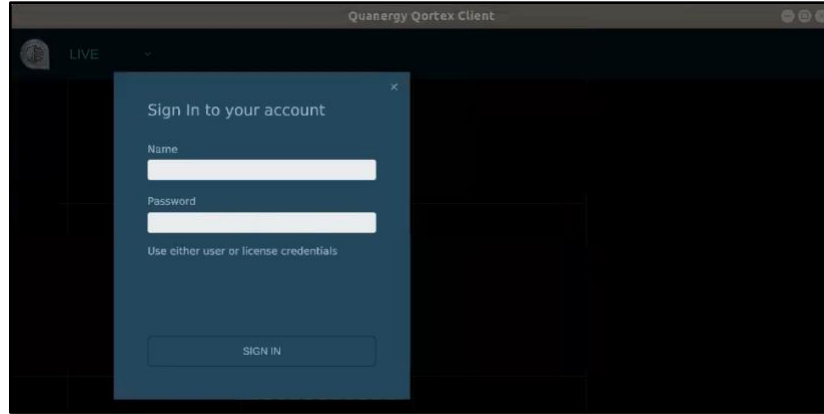 Quanergy Qortex Client
LIVE
Sign In to your account
Name
Password
Use either user or license credentials
SIGN IN